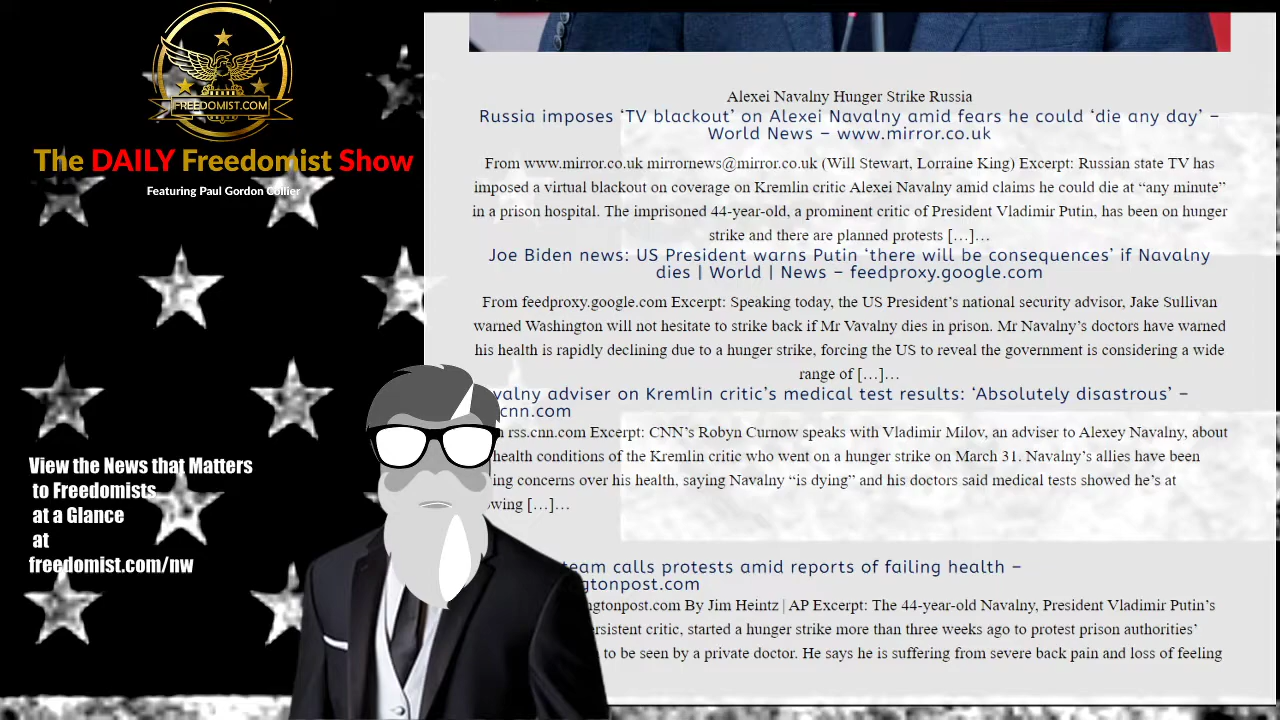 FREEDOMIST.COM
The DAILY Freedomist Show
Featuring Paul Gordon Collier
View the News that Matters
to Freedomists
at a Glance
at
freedomist.com/nw
Alexei Navalny Hunger Strike Russia
Russia imposes ‘TV blackout’ on Alexei Navalny amid fears he could ‘die any day’ –
World News – www.mirror.co.uk
From www.mirror.co.uk mirrornews@mirror.co.uk (Will Stewart, Lorraine King) Excerpt: Russian state TV has
imposed a virtual blackout on coverage on Kremlin critic Alexei Navalny amid claims he could die at “any minute”
in a prison hospital. The imprisoned 44-year-old, a prominent critic of President Vladimir Putin, has been on hunger
strike and there are planned protests […]…
Joe Biden news: US President warns Putin ‘there will be consequences’ if Navalny
dies | World | News – feedproxy.google.com
From feedproxy.google.com Excerpt: Speaking today, the US President’s national security advisor, Jake Sullivan
warned Washington will not hesitate to strike back if Mr Vavalny dies in prison. Mr Navalny’s doctors have warned
his health is rapidly declining due to a hunger strike, forcing the US to reveal the government is considering a wide
range of […]…
valny adviser on Kremlin critic’s medical test results: ‘Absolutely disastrous’ –
cnn.com
rss.cnn.com Excerpt: CNN’s Robyn Curnow speaks with Vladimir Milov, an adviser to Alexey Navalny, about
health conditions of the Kremlin critic who went on a hunger strike on March 31. Navalny’s allies have been
ing concerns over his health, saying Navalny “is dying” and his doctors said medical tests showed he’s at
wing […]…
team calls protests amid reports of failing health –
gtonpost.com
ngtonpost.com By Jim Heintz | AP Excerpt: The 44-year-old Navalny, President Vladimir Putin’s
ersistent critic, started a hunger strike more than three weeks ago to protest prison authorities’
to be seen by a private doctor. He says he is suffering from severe back pain and loss of feeling